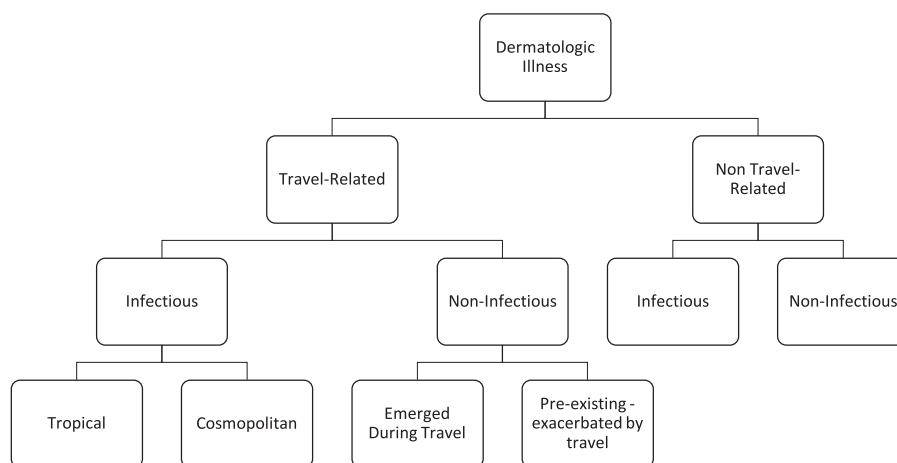 Dermatologic
Illness
Travel-Related
Non Travel-
Related
Infectious
Non-Infectious
Infectious
Non-Infectious
Tropical
Cosmopolitan
Emerged
During Travel
Pre-existing -
exacerbated by
travel